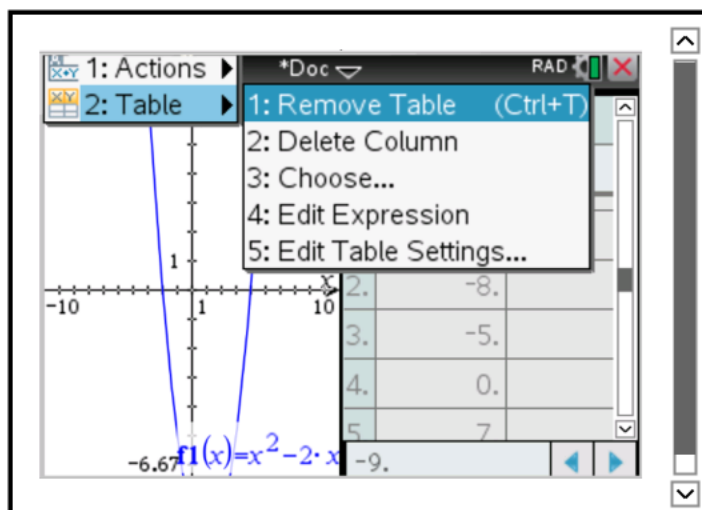 1: Actions
*Doc
RAD
2: Table
1: Remove Table (Ctrl+T)
2: Delete Column
3: Choose...
4: Edit Expression
5: Edit Table Settings...
1
x
-10
1
10
2. -8.
3. -5.
4. 0.
5 7
-6.67
f1(x)=x²-2·x
-9.